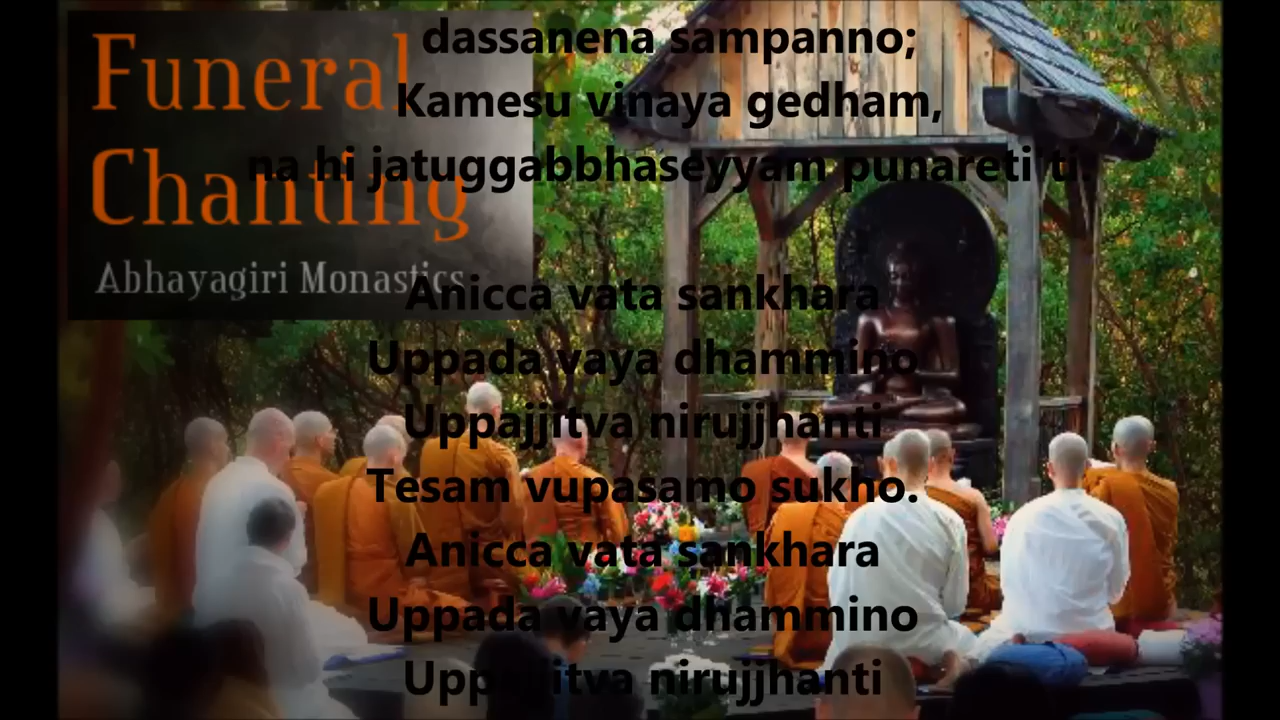 Funeral
Chanting
Abhayagiri Monastics
dassanena sampanno;
Kamesu vinaya gedham,
na hi jatuggabbhaseyyam punareti ti.
Anicca vata sankhara
Uppada vaya dhammino
Uppajjitva nirujjhanti
Tesam vupasamo sukho.
Anicca vata sankhara
Uppada vaya dhammino
Uppajjitva nirujjhanti